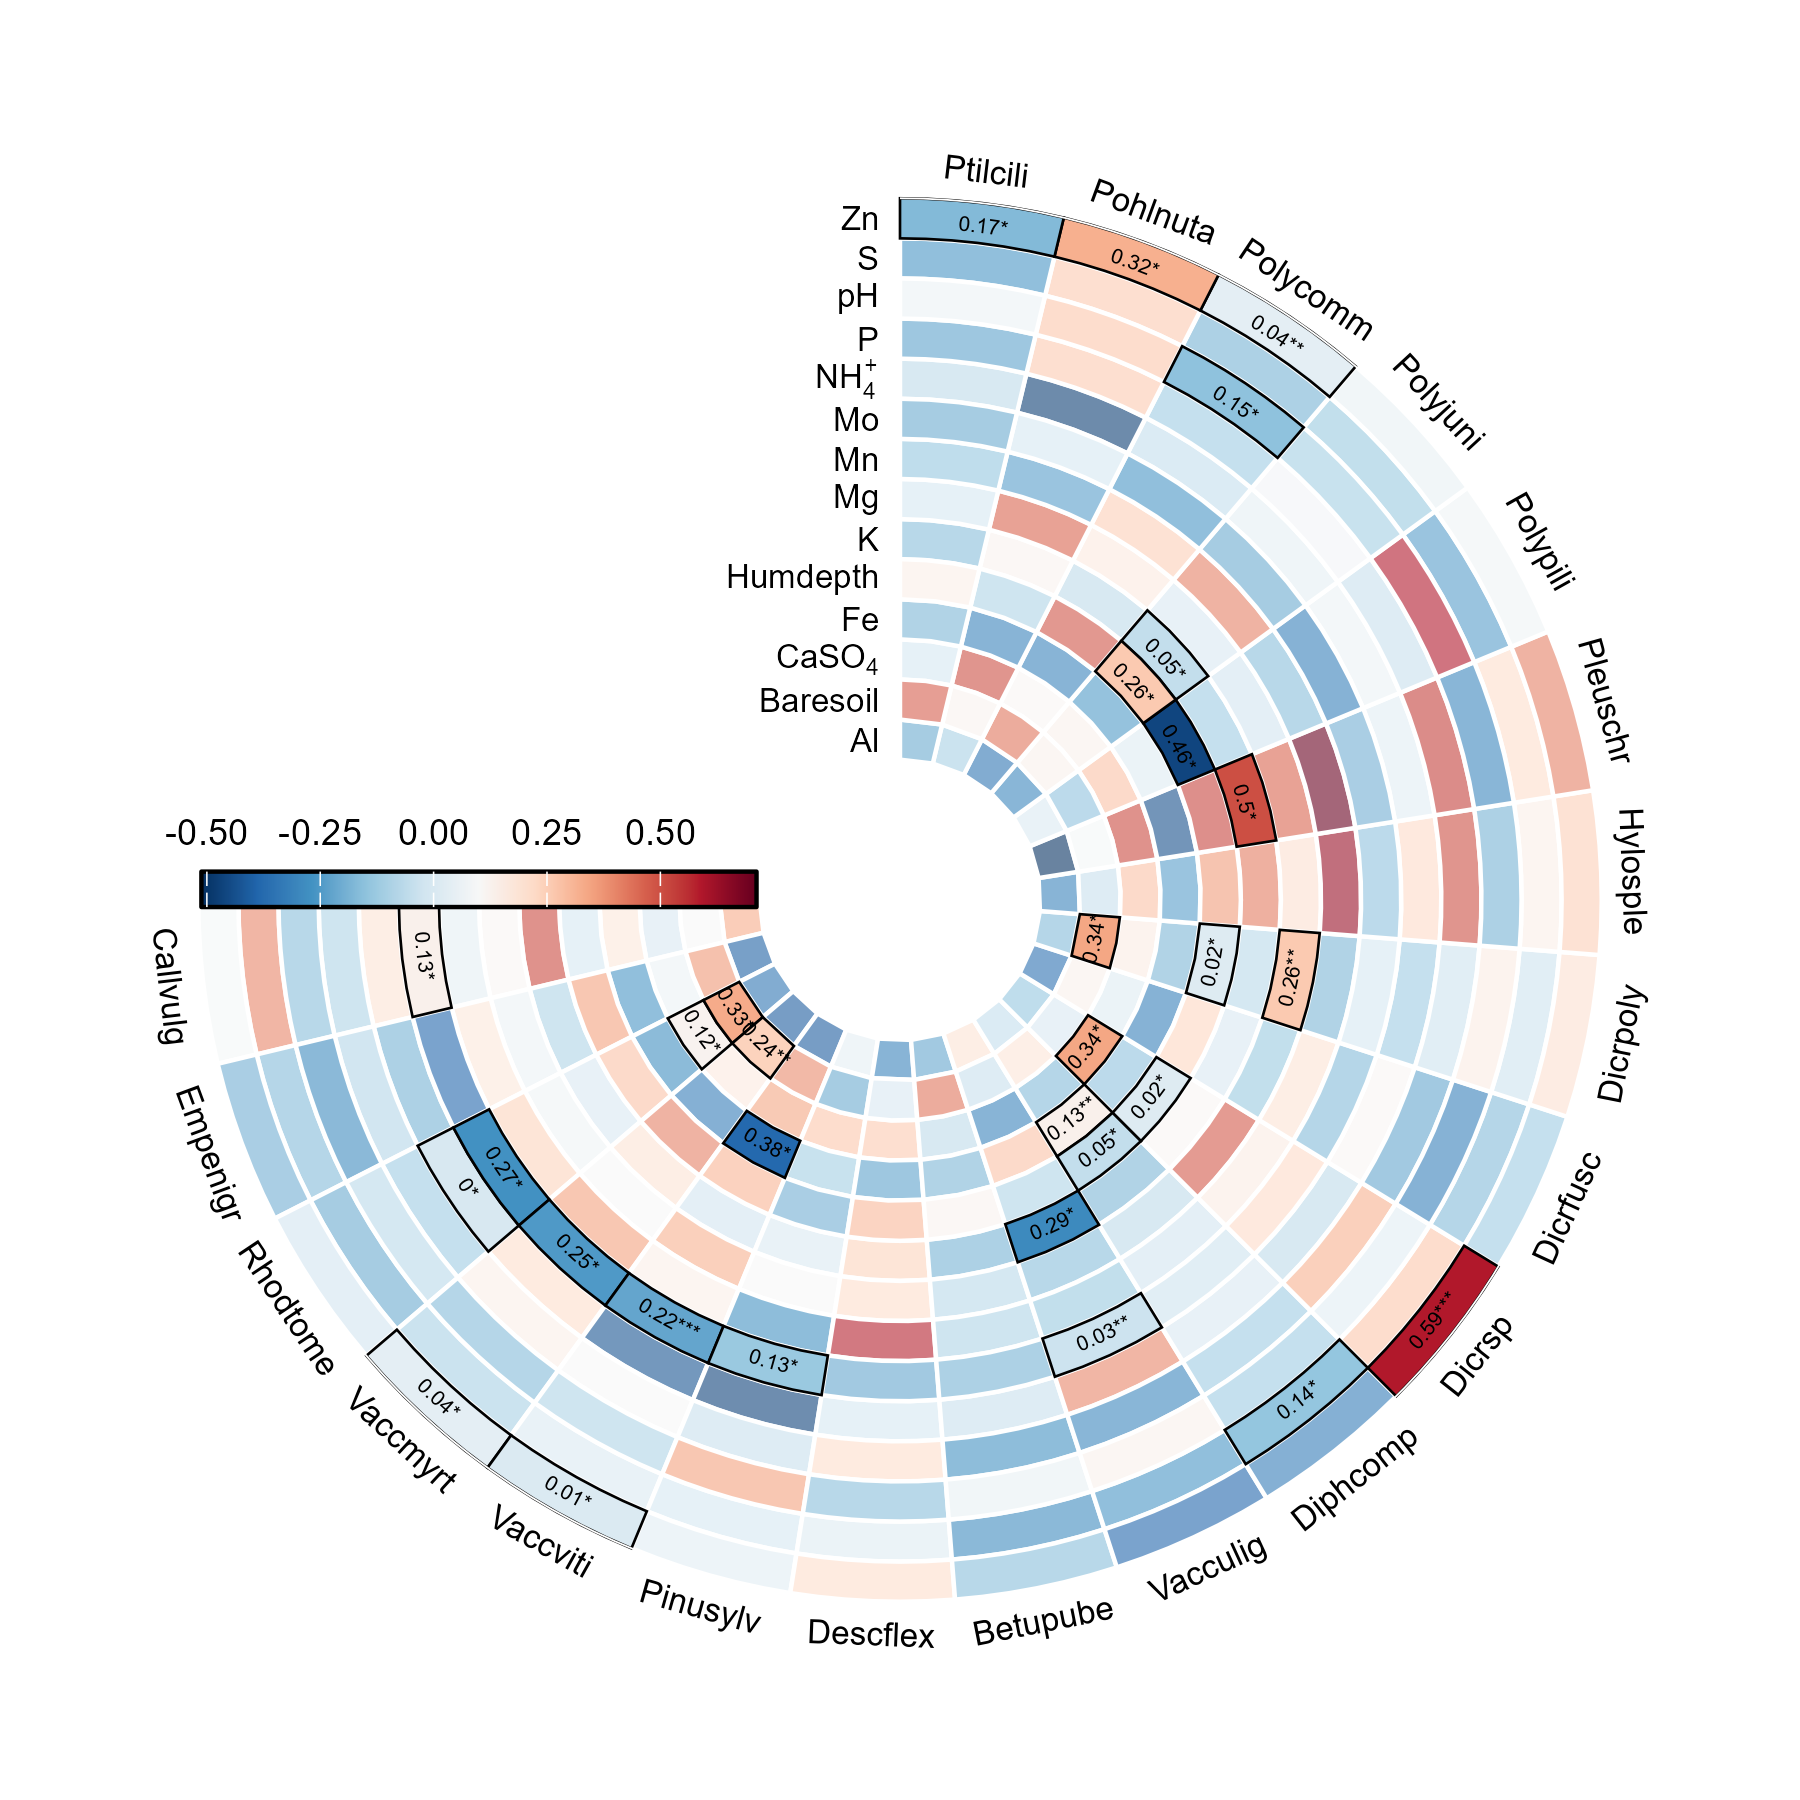 Ptilcili
Pohlnuta
Polycomm
Polyjuni
Polypili
Pleuschr
Hylosple
Dicrpoly
Dicrfusc
Dicrsp
Diphcomp
Vacculig
Betupube
Descflex
Pinusylv
Vaccviti
Vaccmyrt
Rhodtome
Empenigr
Callvulg
Zn
S
pH
P
NH₄⁺
Mo
Mn
Mg
K
Humdepth
Fe
CaSO₄
Baresoil
Al
-0.50 -0.25 0.00 0.25 0.50
0.17*
0.32*
0.04**
0.15*
0.05*
0.26*
0.46*
0.5*
0.34*
0.02*
0.26**
0.34*
0.02*
0.13**
0.05*
0.29*
0.03**
0.59***
0.14*
0.38*
0.24**
0.33*
0.12*
0.13*
0.22***
0.25*
0.27*
0*
0.01*
0.04*
0.13*